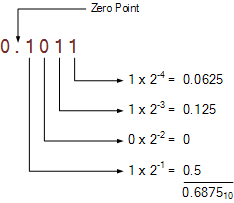 Zero Point
0.1011
1 x 2⁻⁴ = 0.0625
1 x 2⁻³ = 0.125
0 x 2⁻² = 0
1 x 2⁻¹ = 0.5
0.6875₁₀